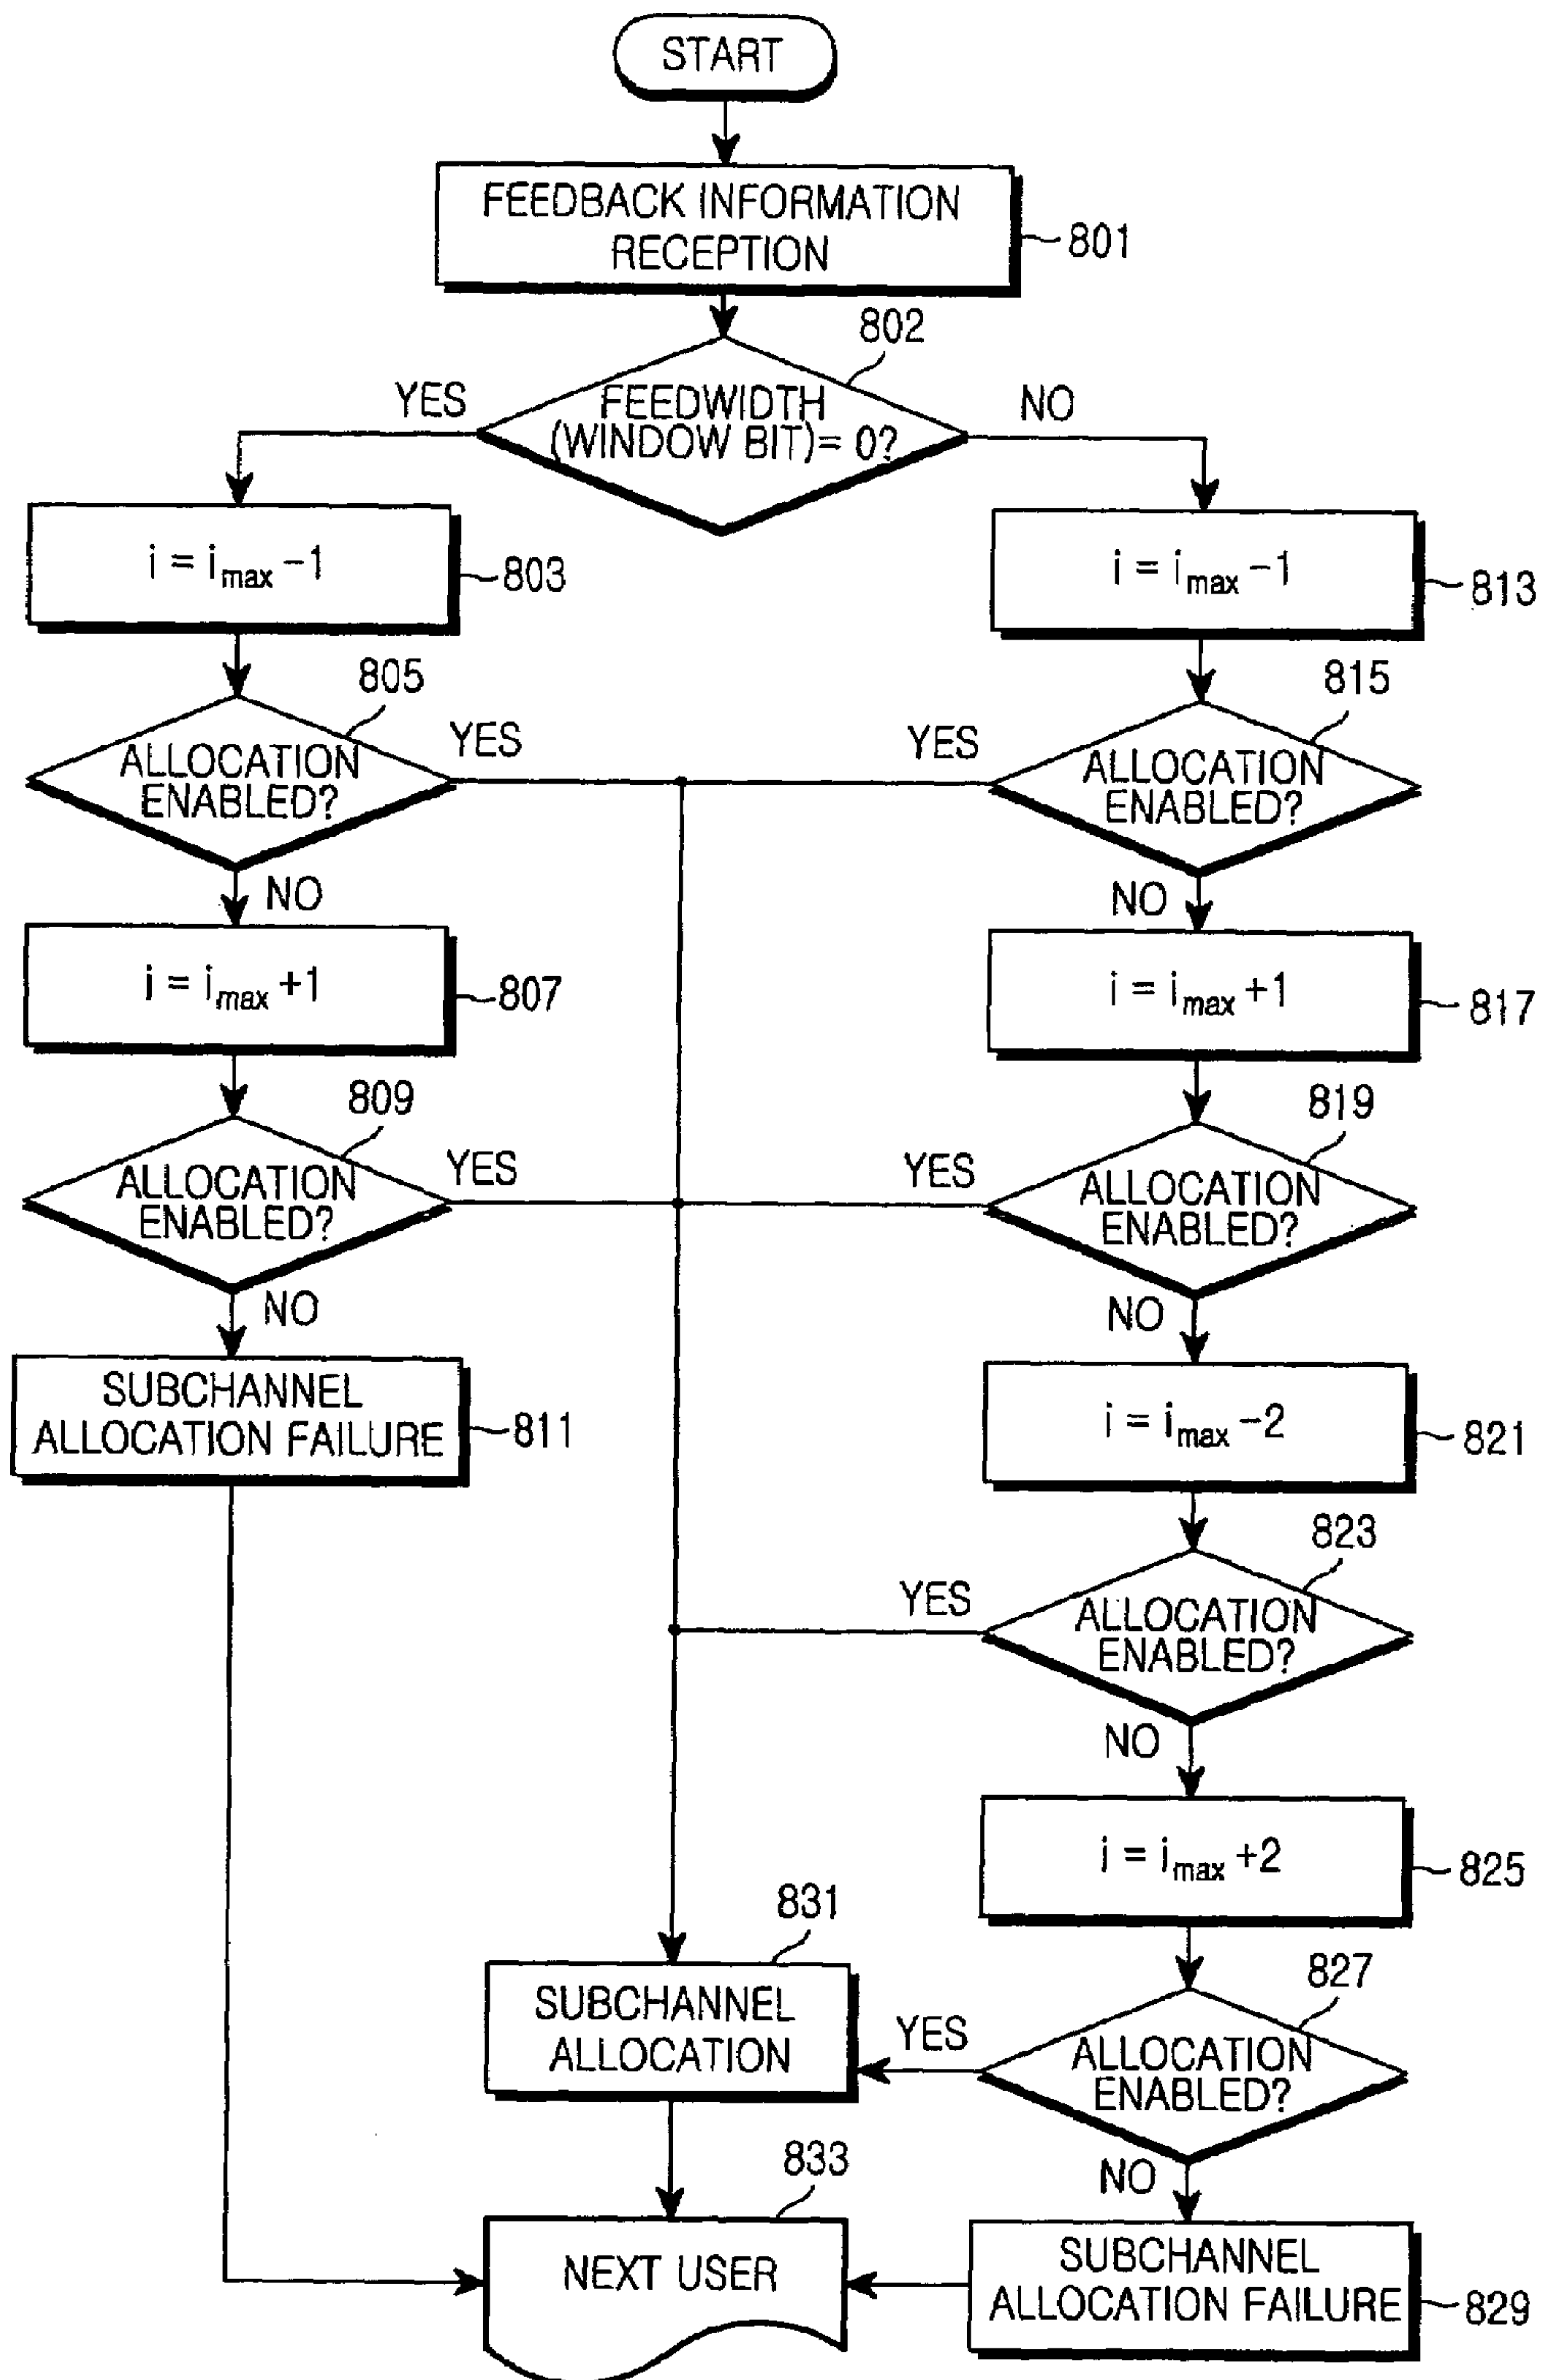 START
FEEDBACK INFORMATION
RECEPTION
801
802
YES
FEEDWIDTH
(WINDOW BIT)= 0?
NO
i = imax -1
803
i = imax -1
813
805
ALLOCATION
ENABLED?
YES
815
YES
ALLOCATION
ENABLED?
NO
NO
i = imax +1
807
i = imax +1
817
809
ALLOCATION
ENABLED?
YES
819
YES
ALLOCATION
ENABLED?
NO
NO
SUBCHANNEL
ALLOCATION FAILURE
811
i = imax -2
821
823
YES
ALLOCATION
ENABLED?
NO
i = imax +2
825
831
SUBCHANNEL
ALLOCATION
827
YES
ALLOCATION
ENABLED?
NO
833
NEXT USER
SUBCHANNEL
ALLOCATION FAILURE
829